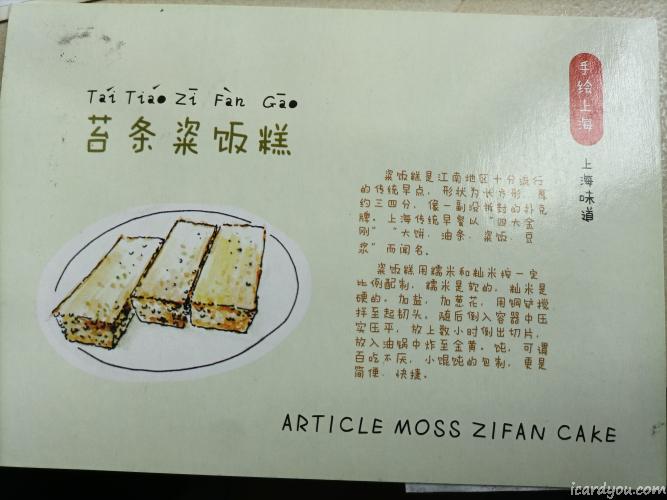 Tái Tiáo Zī Fàn Gāo
苔条粢饭糕
手绘上海
上海味道
粢饭糕是江南地区十分流行
的传统早点，形状为长方形，厚
约三四分，像一副没拆封的扑克
牌。上海传统早餐以“四大金
刚”“大饼、油条、粢饭、豆
浆”而闻名。
粢饭糕用糯米和籼米按一定
比例配制，糯米是软的，籼米是
硬的，加盐，加葱花，用铜铲搅
拌至起韧头，随后倒入容器中压
实压平，放上数小时倒出切片，
放入油锅中炸至金黄。
百吃不厌，小馄饨的包制，更是
简便、快捷。
ARTICLE MOSS ZIFAN CAKE
icardyou.com